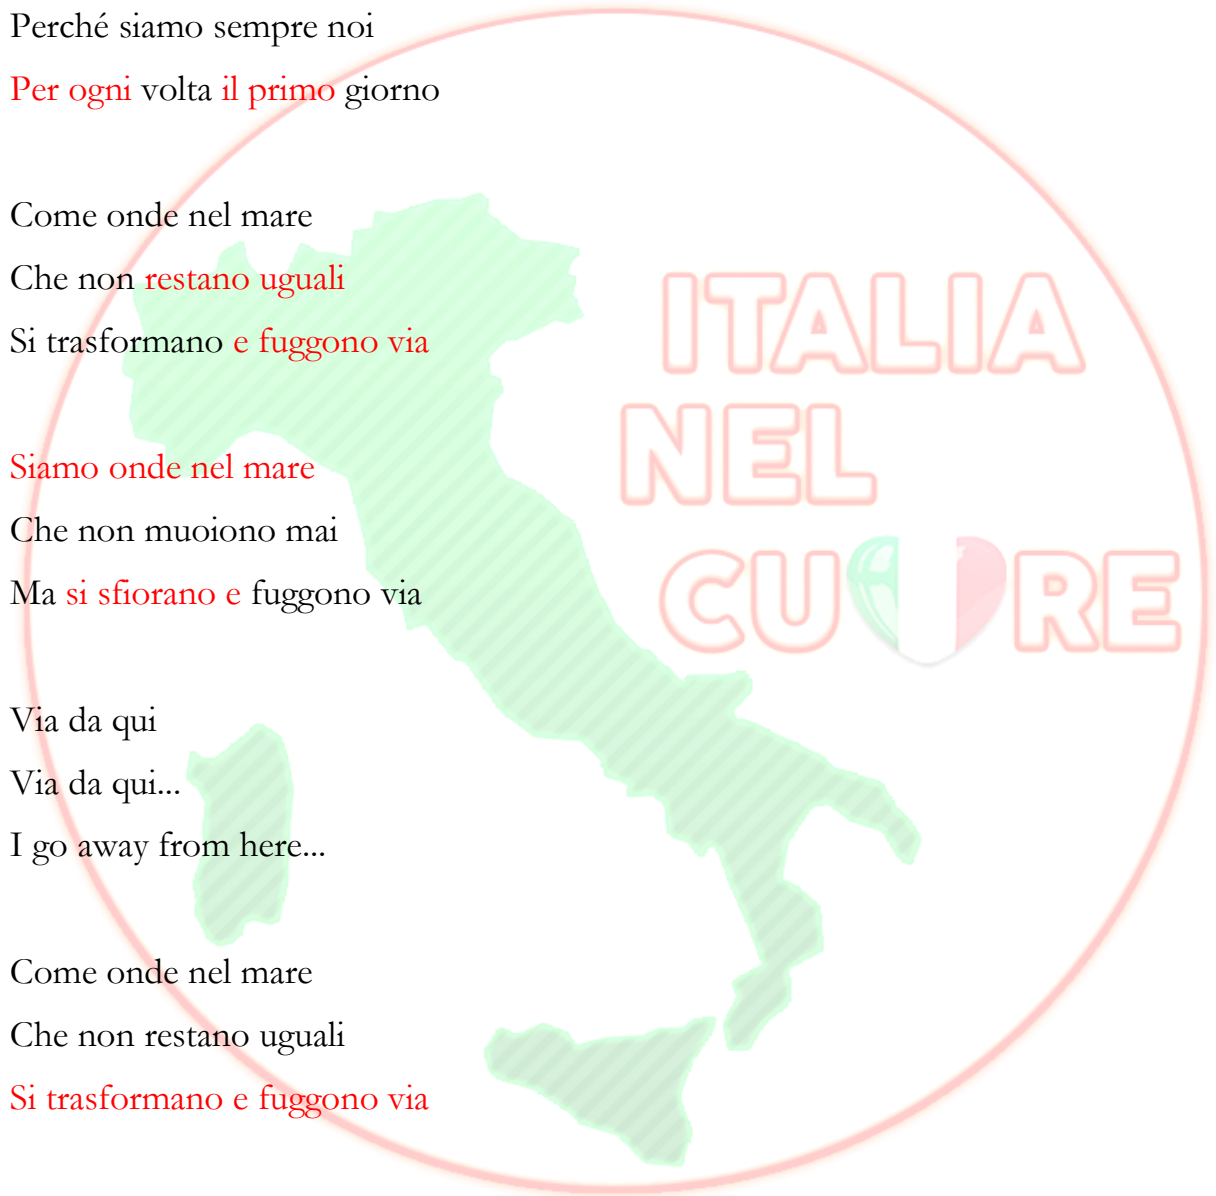 Perché siamo sempre noi
Per ogni volta il primo giorno
Come onde nel mare
Che non restano uguali
Si trasformano e fuggono via
Siamo onde nel mare
Che non muoiono mai
Ma si sfiorano e fuggono via
Via da qui
Via da qui...
I go away from here...
Come onde nel mare
Che non restano uguali
Si trasformano e fuggono via
ITALIA
NEL
CUORE